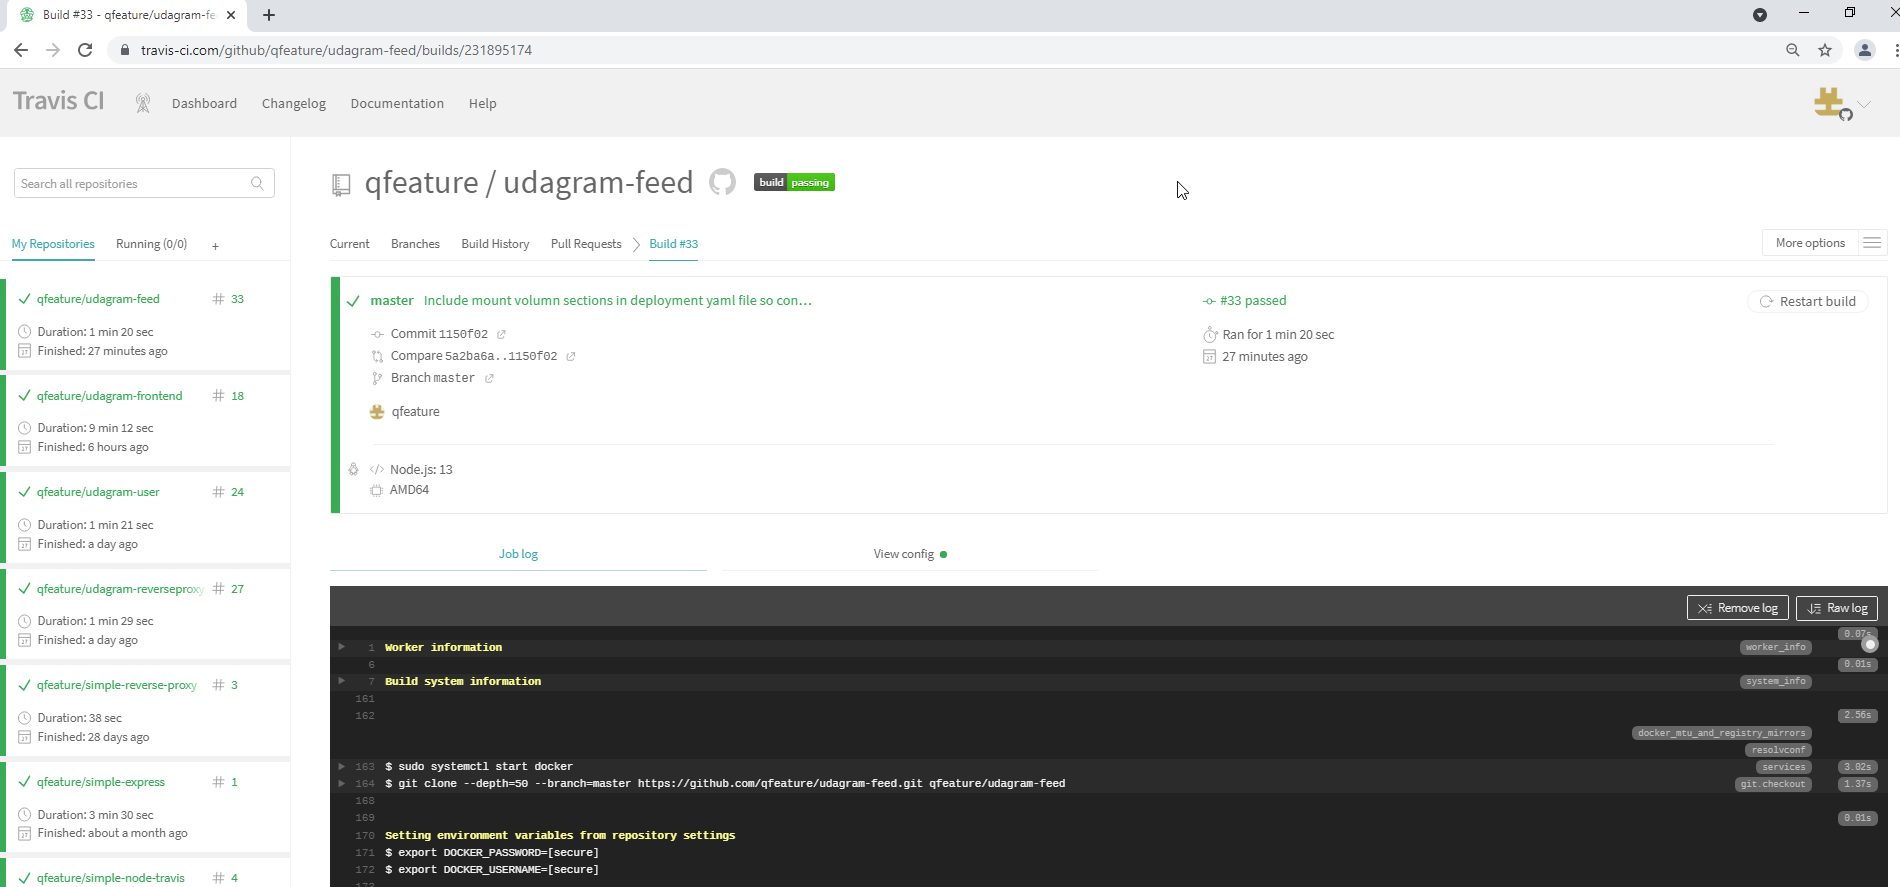 Build #33 - qfeature/udagram-fe
travis-ci.com/github/qfeature/udagram-feed/builds/231895174
Travis CI
Dashboard
Changelog
Documentation
Help
Search all repositories
My Repositories
Running (0/0)
+
qfeature/udagram-feed # 33
Duration: 1 min 20 sec
Finished: 27 minutes ago
qfeature/udagram-frontend # 18
Duration: 9 min 12 sec
Finished: 6 hours ago
qfeature/udagram-user # 24
Duration: 1 min 21 sec
Finished: a day ago
qfeature/udagram-reverseproxy # 27
Duration: 1 min 29 sec
Finished: a day ago
qfeature/simple-reverse-proxy # 3
Duration: 38 sec
Finished: 28 days ago
qfeature/simple-express # 1
Duration: 3 min 30 sec
Finished: about a month ago
qfeature/simple-node-travis # 4
qfeature / udagram-feed
build passing
Current
Branches
Build History
Pull Requests
Build #33
More options
master Include mount volumn sections in deployment yaml file so con…
Commit 1150f02
Compare 5a2ba6a..1150f02
Branch master
qfeature
#33 passed
Ran for 1 min 20 sec
27 minutes ago
Restart build
</> Node.js: 13
AMD64
Job log
View config
Remove log
Raw log
0.07s
1 Worker information worker_info
6 0.01s
7 Build system information system_info
161
162 2.56s
docker_mtu_and_registry_mirrors
resolvconf
163 $ sudo systemctl start docker services 3.02s
164 $ git clone --depth=50 --branch=master https://github.com/qfeature/udagram-feed.git qfeature/udagram-feed git.checkout 1.37s
168
169 0.01s
170 Setting environment variables from repository settings
171 $ export DOCKER_PASSWORD=[secure]
172 $ export DOCKER_USERNAME=[secure]
173